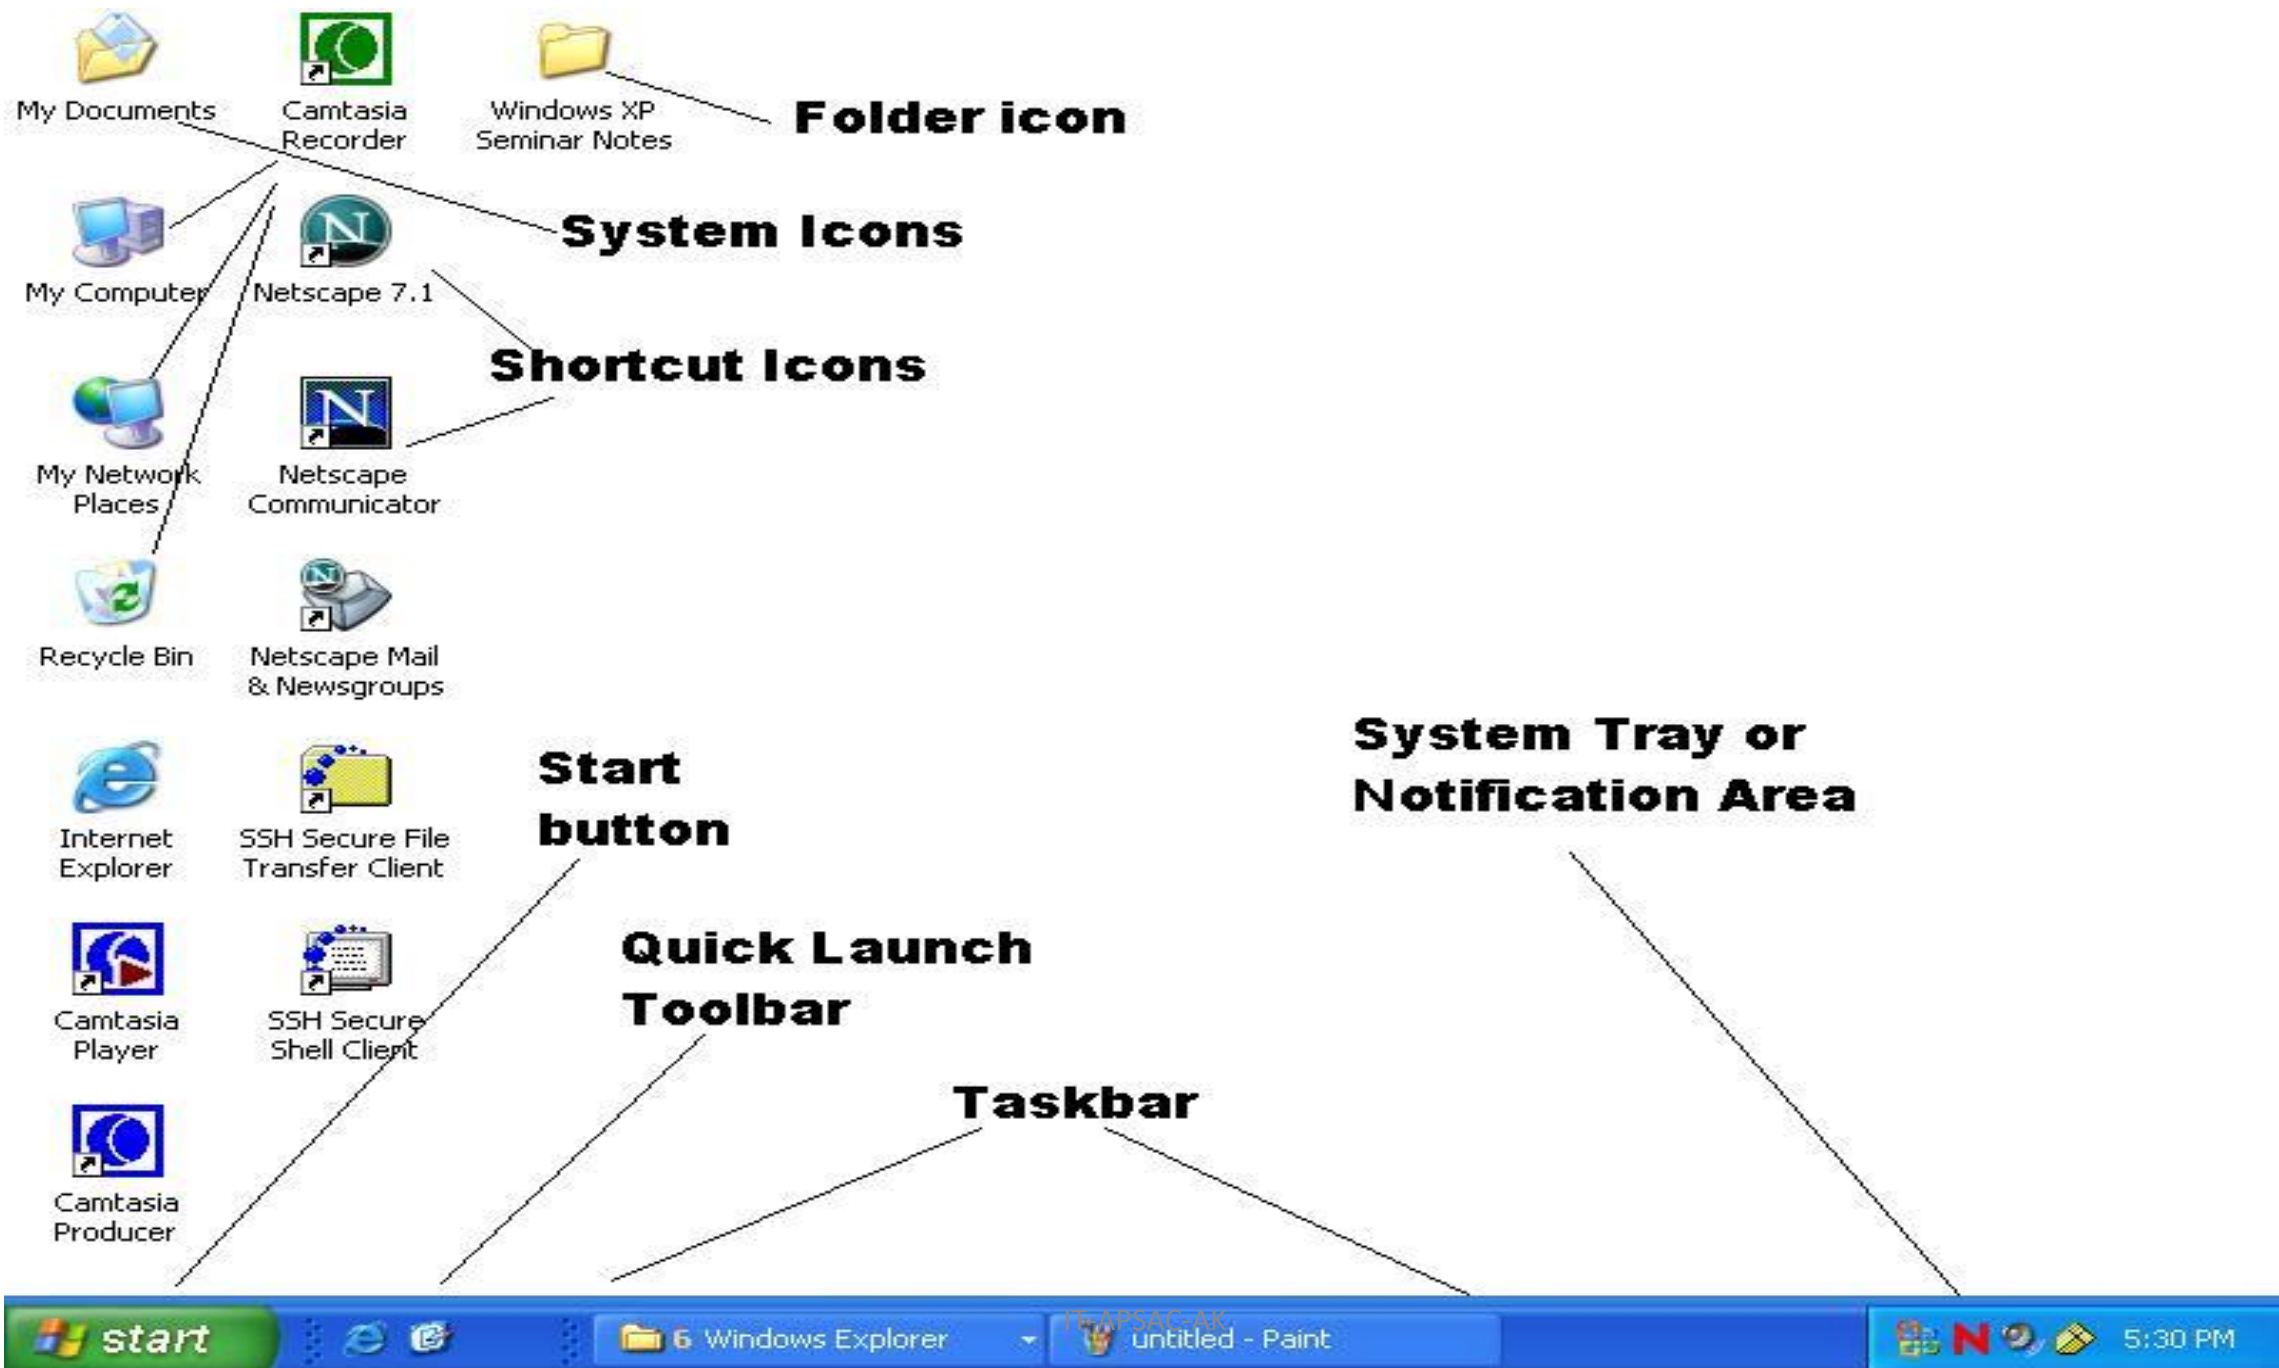 My Documents
Camtasia
Recorder
Windows XP
Seminar Notes
Folder icon
My Computer
Netscape 7.1
System Icons
Shortcut Icons
My Network
Places
Netscape
Communicator
Recycle Bin
Netscape Mail
& Newsgroups
Internet
Explorer
SSH Secure File
Transfer Client
Start
button
System Tray or
Notification Area
Camtasia
Player
SSH Secure
Shell Client
Quick Launch
Toolbar
Taskbar
Camtasia
Producer
IT-APSAC-AK
start
6 Windows Explorer
untitled - Paint
N
5:30 PM